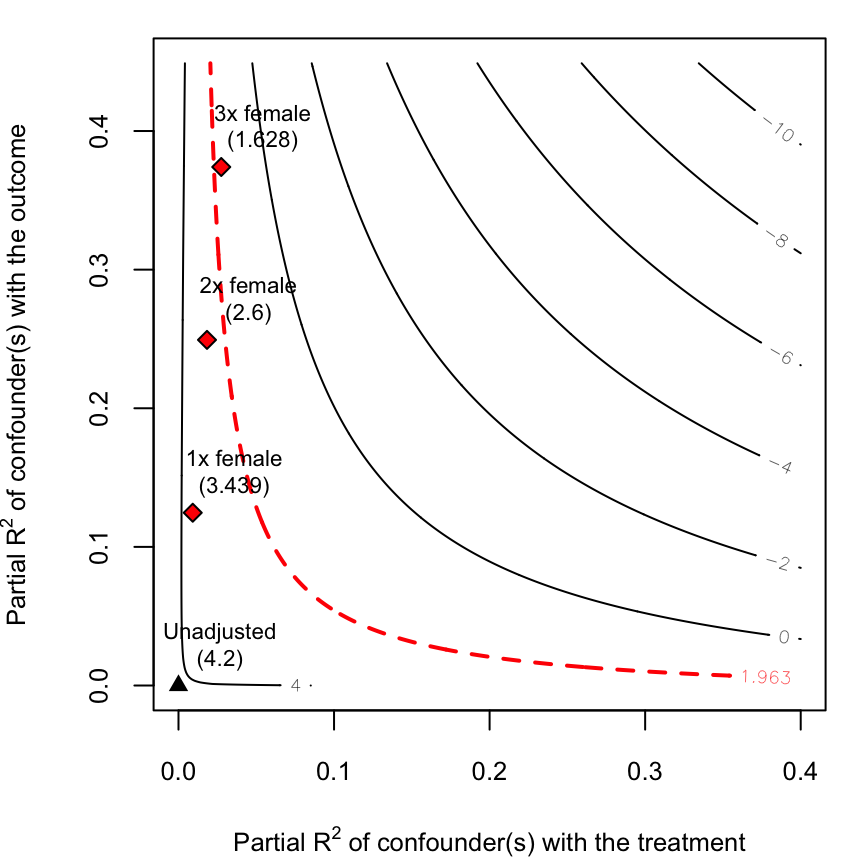 Partial R2 of confounder(s) with the outcome
0.4
0.3
0.2
0.1
0.0
3x female
(1.628)
2x female
(2.6)
1x female
(3.439)
Unadjusted
(4.2)
-10
-8
-6
-4
-2
0
1.963
4
0.0 0.1 0.2 0.3 0.4
Partial R2 of confounder(s) with the treatment